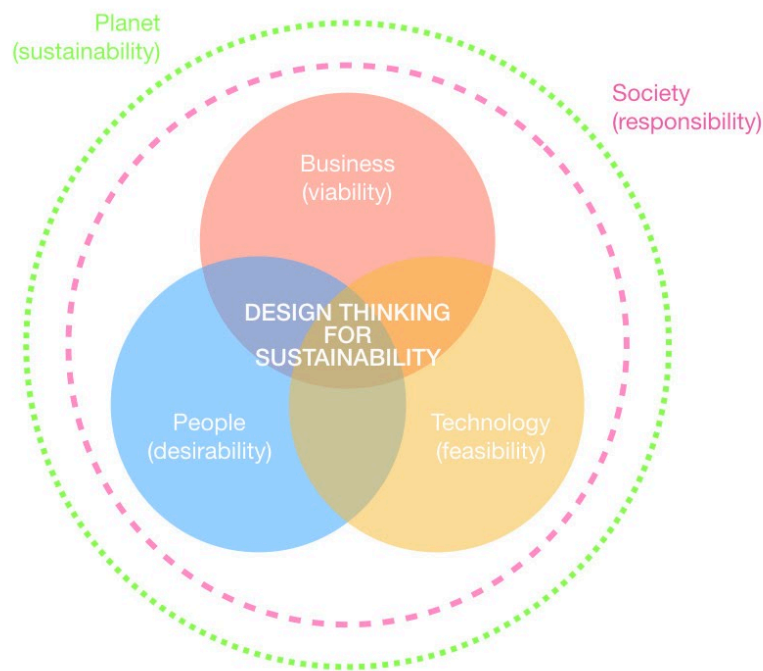 Planet
(sustainability)
Society
(responsibility)
Business
(viability)
DESIGN THINKING
FOR
SUSTAINABILITY
People
(desirability)
Technology
(feasibility)